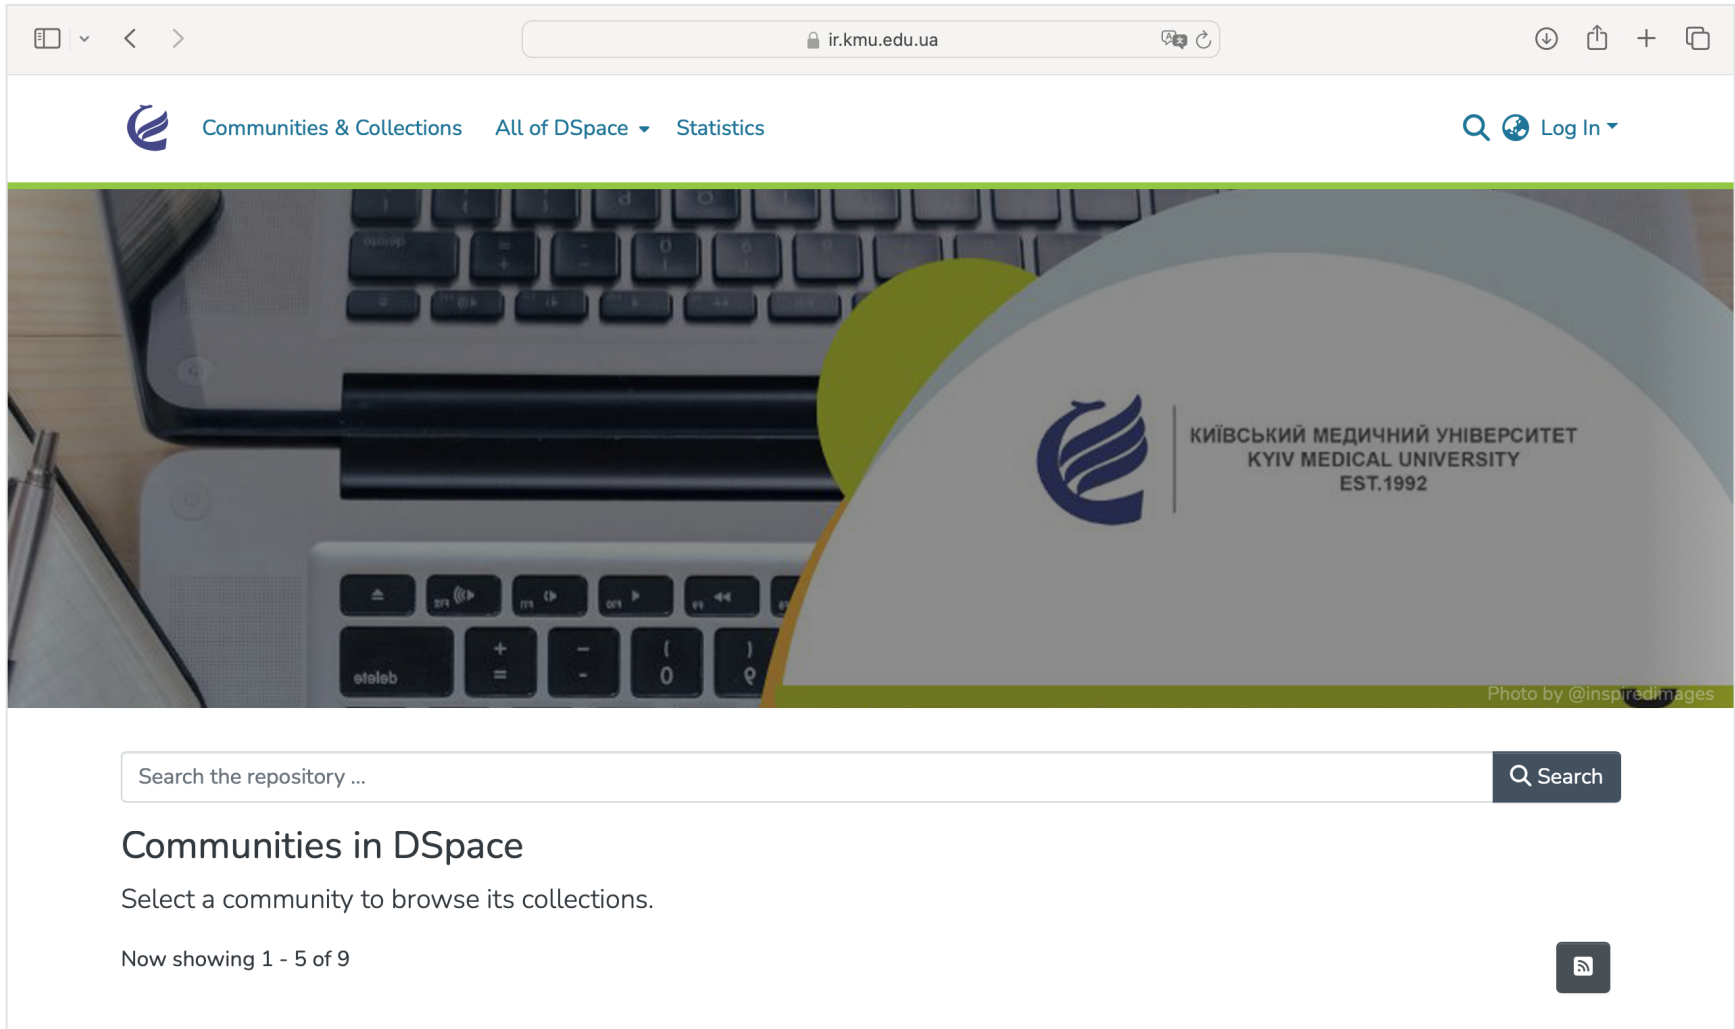 ir.kmu.edu.ua
Communities & Collections All of DSpace Statistics Log In
delete
КИЇВСЬКИЙ МЕДИЧНИЙ УНІВЕРСИТЕТ
KYIV MEDICAL UNIVERSITY
EST.1992
delete
Photo by @inspiredimages
Search the repository ...
Search
Communities in DSpace
Select a community to browse its collections.
Now showing 1 - 5 of 9